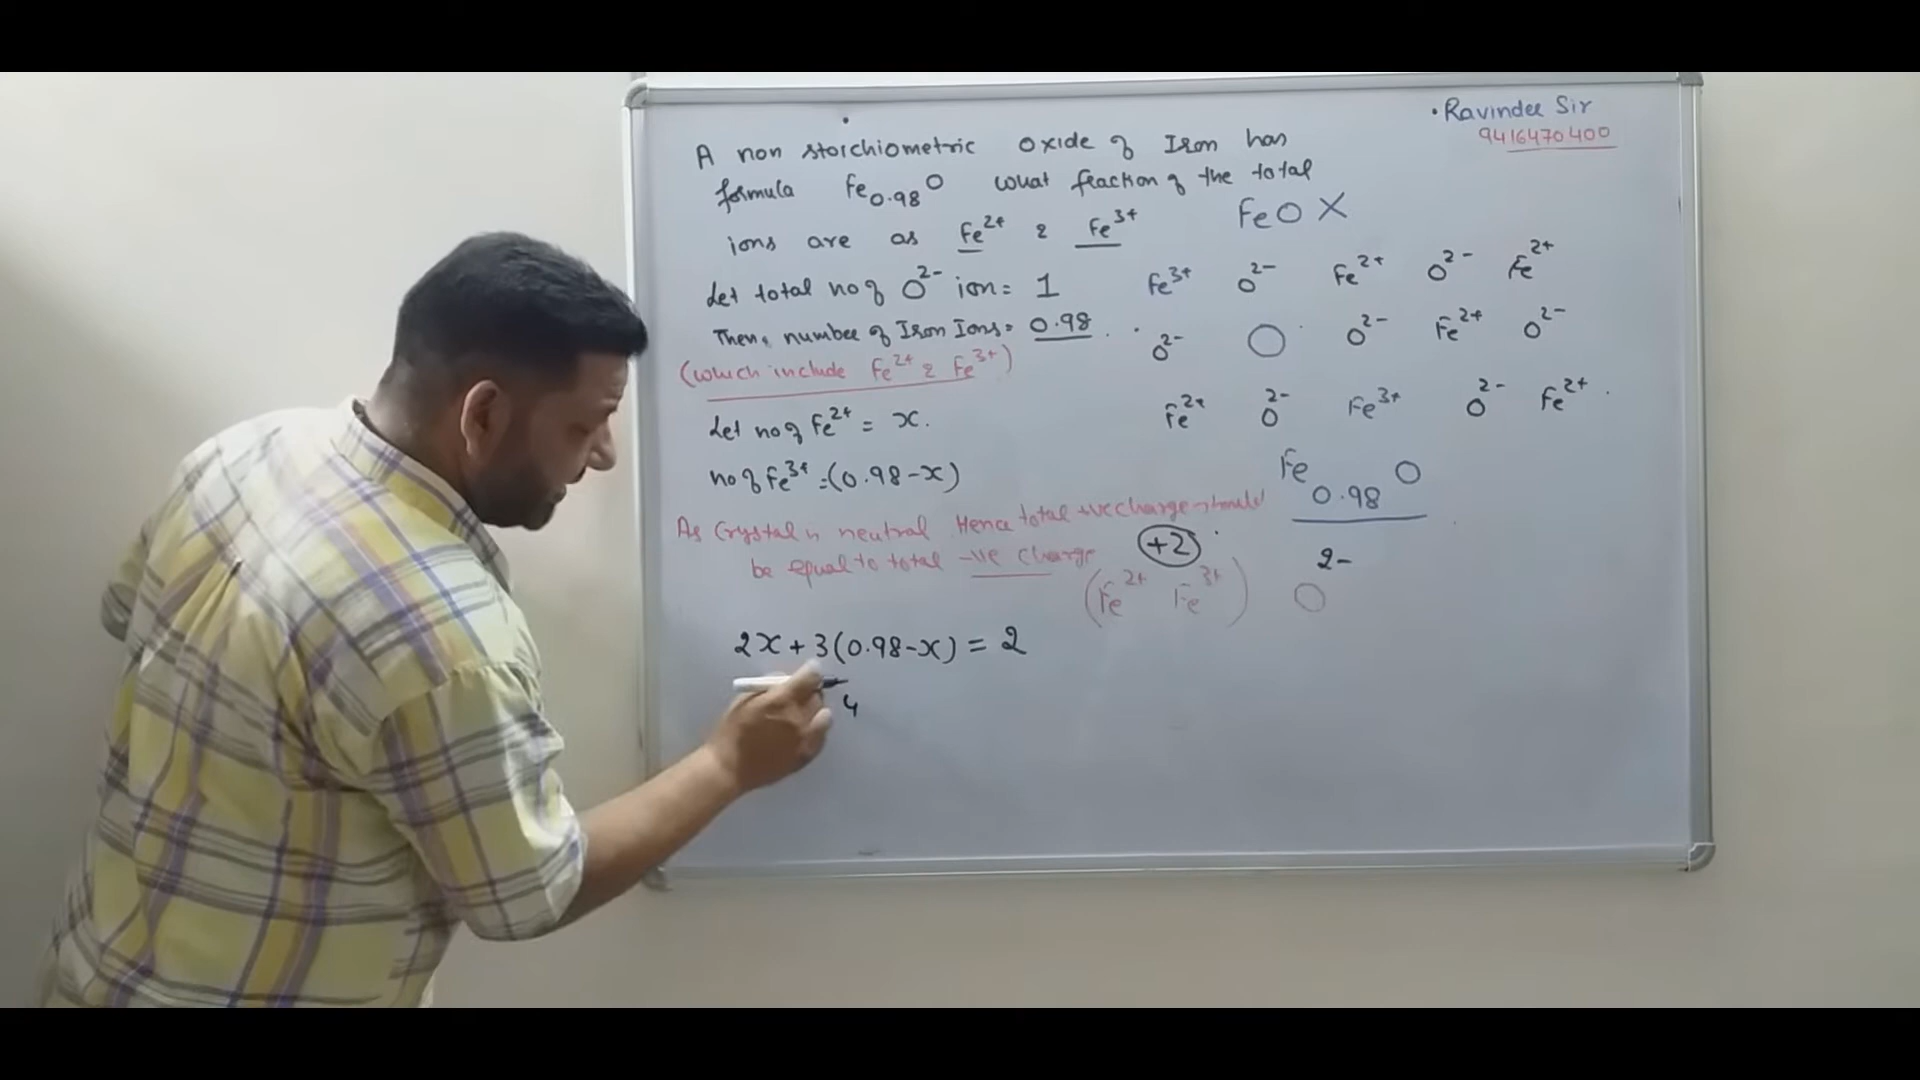 . Ravinder Sir
9416470400
A non stoichiometric oxide of Iron has
formula Fe0.98O what fraction of the total
ions are as Fe2+ & Fe3+
FeO X
Let total no of O2- ion = 1
Then, number of Iron Ions = 0.98
(which include Fe2+ & Fe3+)
Let no of Fe2+ = x.
no of Fe3+ = (0.98-x)
As Crystal is neutral. Hence total +ve charge should
be equal to total -ve charge
2x + 3(0.98-x) = 2
4
Fe3+ O2- Fe2+ O2- Fe2+
O2- O2- Fe2+ O2-
Fe2+ O2- Fe3+ O2- Fe2+
Fe0.98O
+2
(Fe2+ Fe3+) O2-